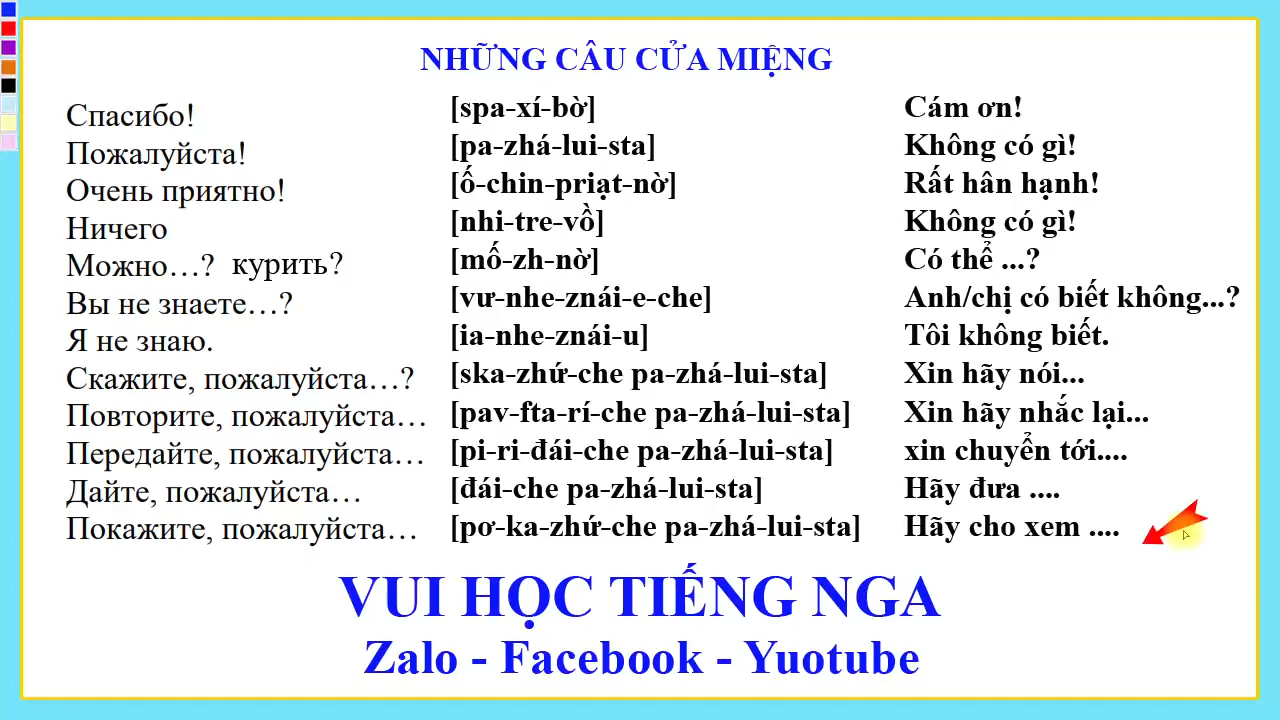 NHỮNG CÂU CỬA MIỆNG
Спасибо! [spa-xí-bờ] Cám ơn!
Пожалуйста! [pa-zhá-lui-sta] Không có gì!
Очень приятно! [ố-chin-priạt-nờ] Rất hân hạnh!
Ничего [nhi-tre-vồ] Không có gì!
Можно…? курить? [mố-zh-nờ] Có thể ...?
Вы не знаете…? [vư-nhe-znái-e-che] Anh/chị có biết không...?
Я не знаю. [ia-nhe-znái-u] Tôi không biết.
Скажите, пожалуйста…? [ska-zhứ-che pa-zhá-lui-sta] Xin hãy nói...
Повторите, пожалуйста… [pav-fta-rí-che pa-zhá-lui-sta] Xin hãy nhắc lại...
Передайте, пожалуйста… [pi-ri-đái-che pa-zhá-lui-sta] xin chuyển tới....
Дайте, пожалуйста… [đái-che pa-zhá-lui-sta] Hãy đưa ....
Покажите, пожалуйста… [pơ-ka-zhứ-che pa-zhá-lui-sta] Hãy cho xem ....
VUI HỌC TIẾNG NGA
Zalo - Facebook - Yuotube